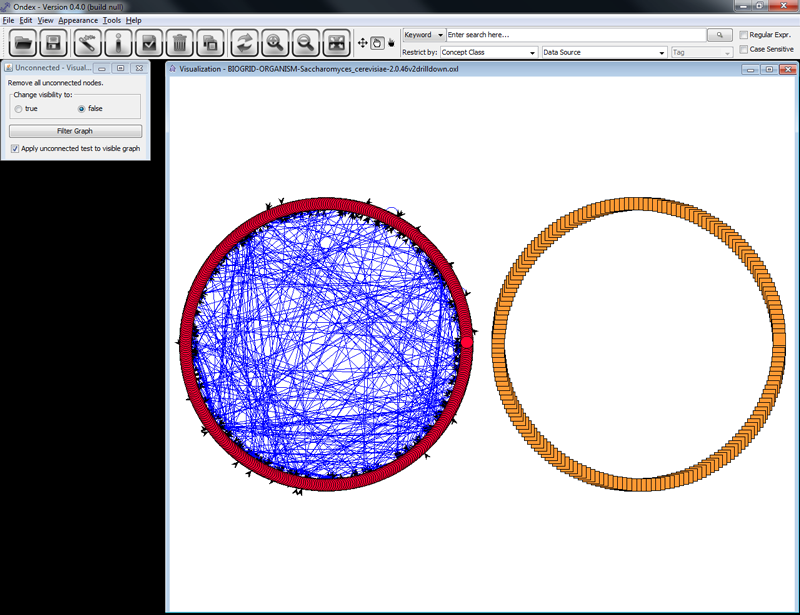 Ondex - Version 0.4.0 (build null)
File Edit View Appearance Tools Help
Keyword
Enter search here...
Regular Expr.
Restrict by:
Concept Class
Data Source
Tag
Case Sensitive
Unconnected - Visual...
Remove all unconnected nodes.
Change visibility to:
true
false
Filter Graph
Apply unconnected test to visible graph
Visualization - BIOGRID-ORGANISM-Saccharomyces_cerevisiae-2.0.46v2drilldown.oxl